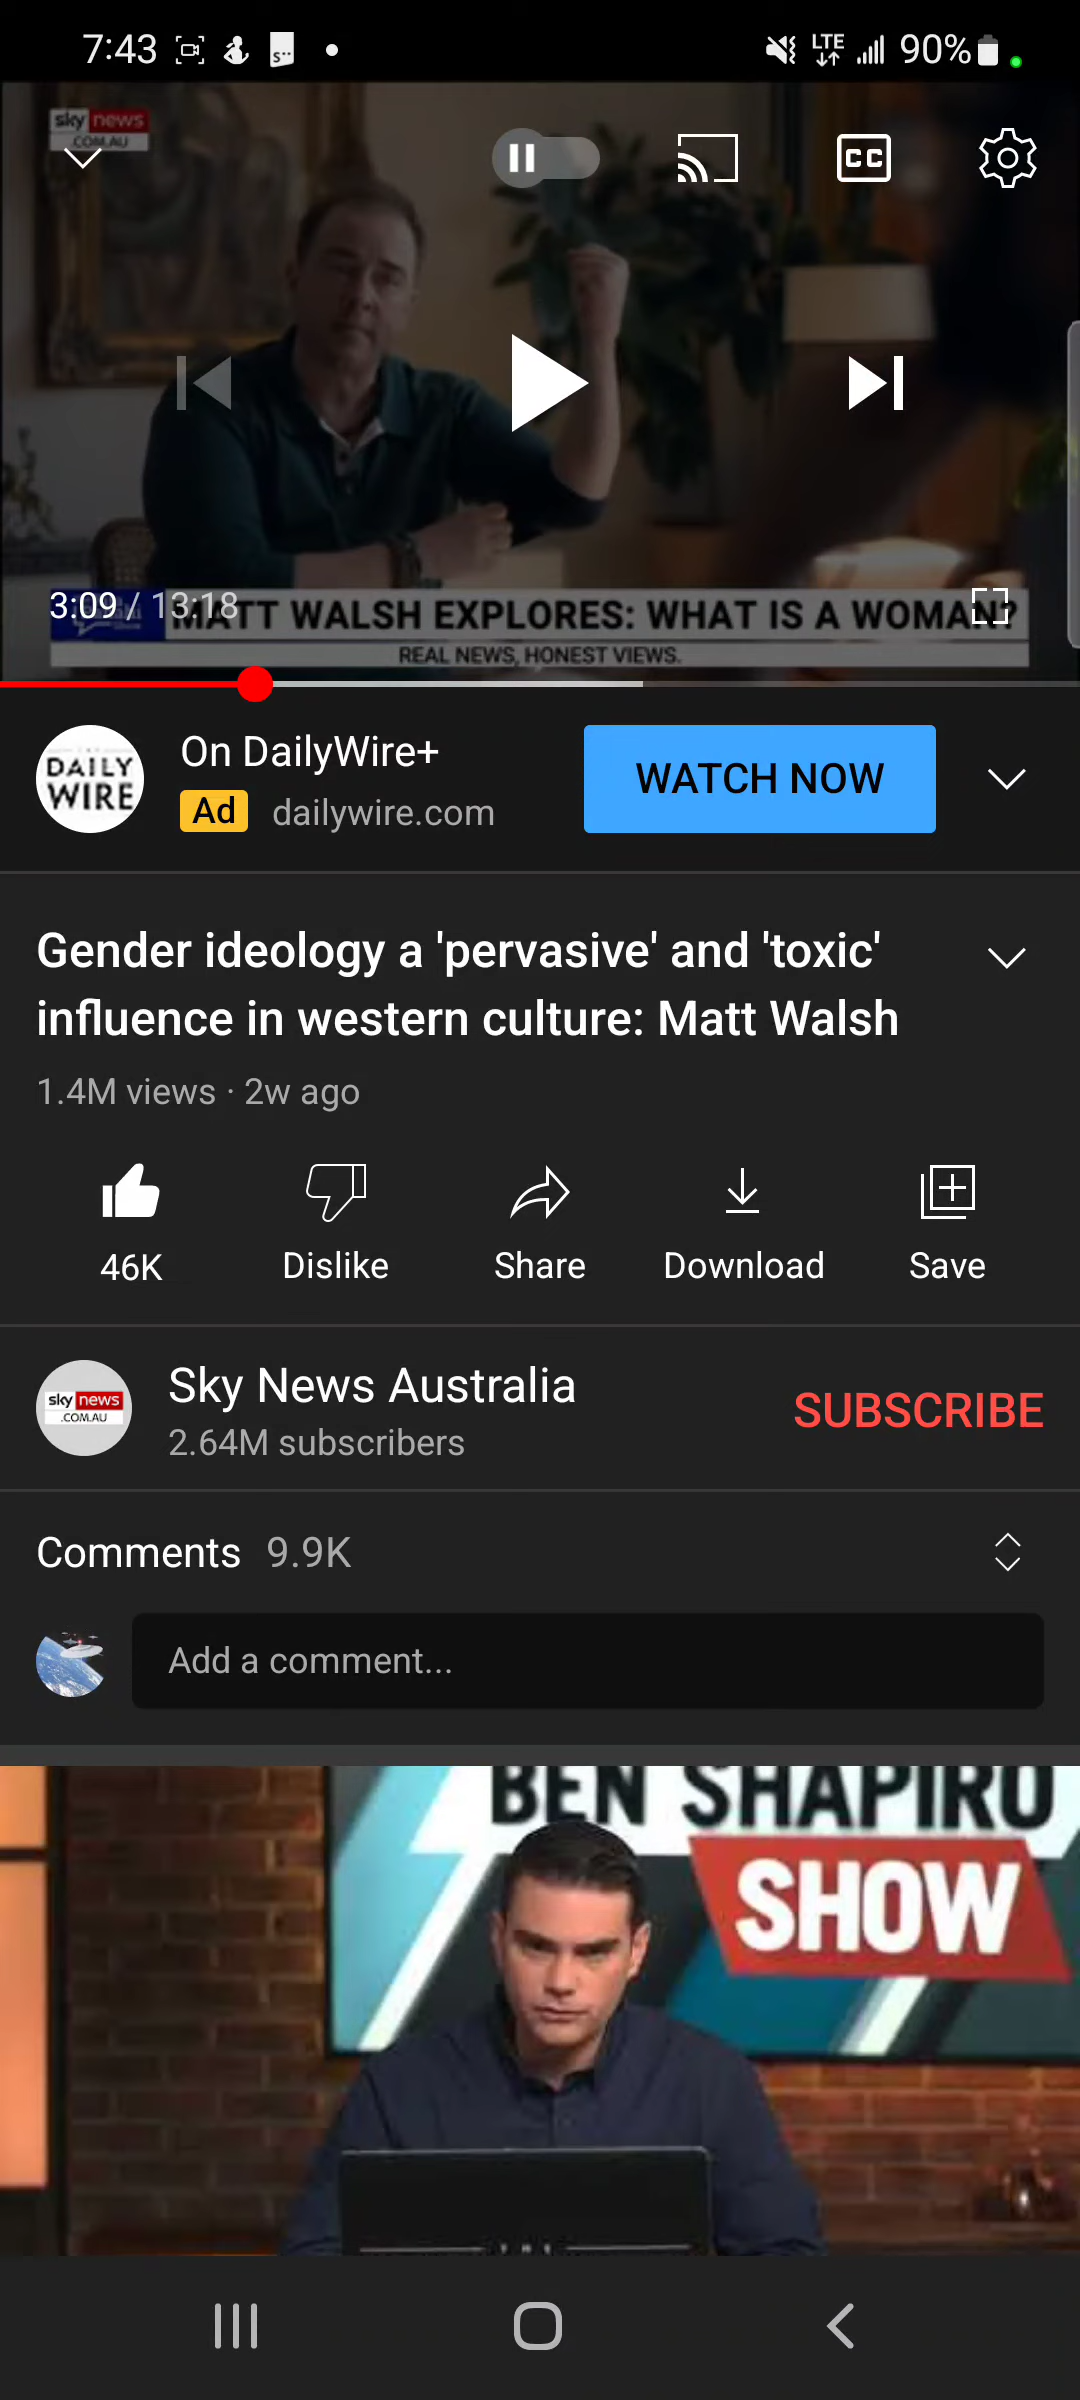 7:43
LTE
90%
sky news
.COM.AU
CC
3:09 / 13:18
MATT WALSH EXPLORES: WHAT IS A WOMAN?
REAL NEWS, HONEST VIEWS.
DAILY
WIRE
On DailyWire+
Ad dailywire.com
WATCH NOW
Gender ideology a 'pervasive' and 'toxic'
influence in western culture: Matt Walsh
1.4M views · 2w ago
46K
Dislike
Share
Download
Save
sky news
.COM.AU
Sky News Australia
2.64M subscribers
SUBSCRIBE
Comments 9.9K
Add a comment...
BEN SHAPIRO
SHOW